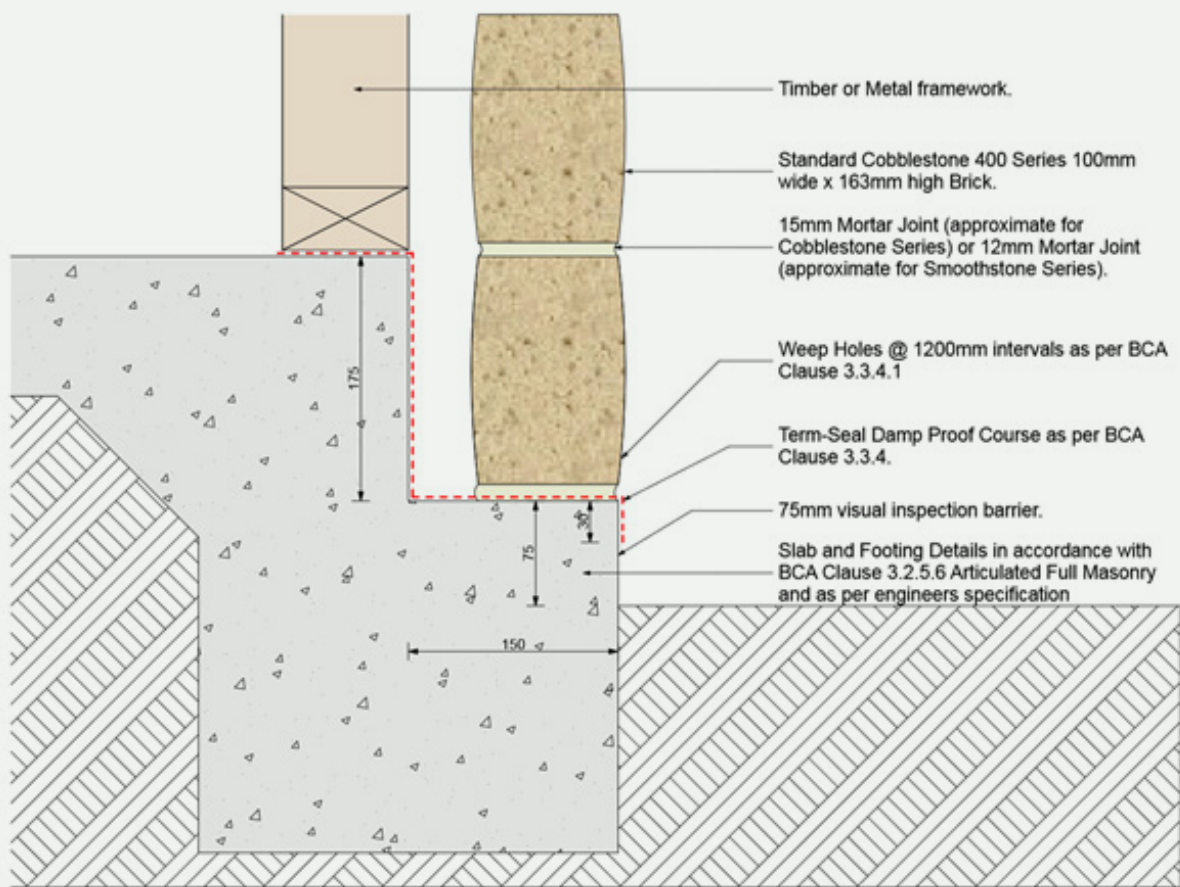 Timber or Metal framework.
Standard Cobblestone 400 Series 100mm
wide x 163mm high Brick.
15mm Mortar Joint (approximate for
Cobblestone Series) or 12mm Mortar Joint
(approximate for Smoothstone Series).
Weep Holes @ 1200mm intervals as per BCA
Clause 3.3.4.1
175
Term-Seal Damp Proof Course as per BCA
Clause 3.3.4.
75mm visual inspection barrier.
30
75
Slab and Footing Details in accordance with
BCA Clause 3.2.5.6 Articulated Full Masonry
and as per engineers specification
150